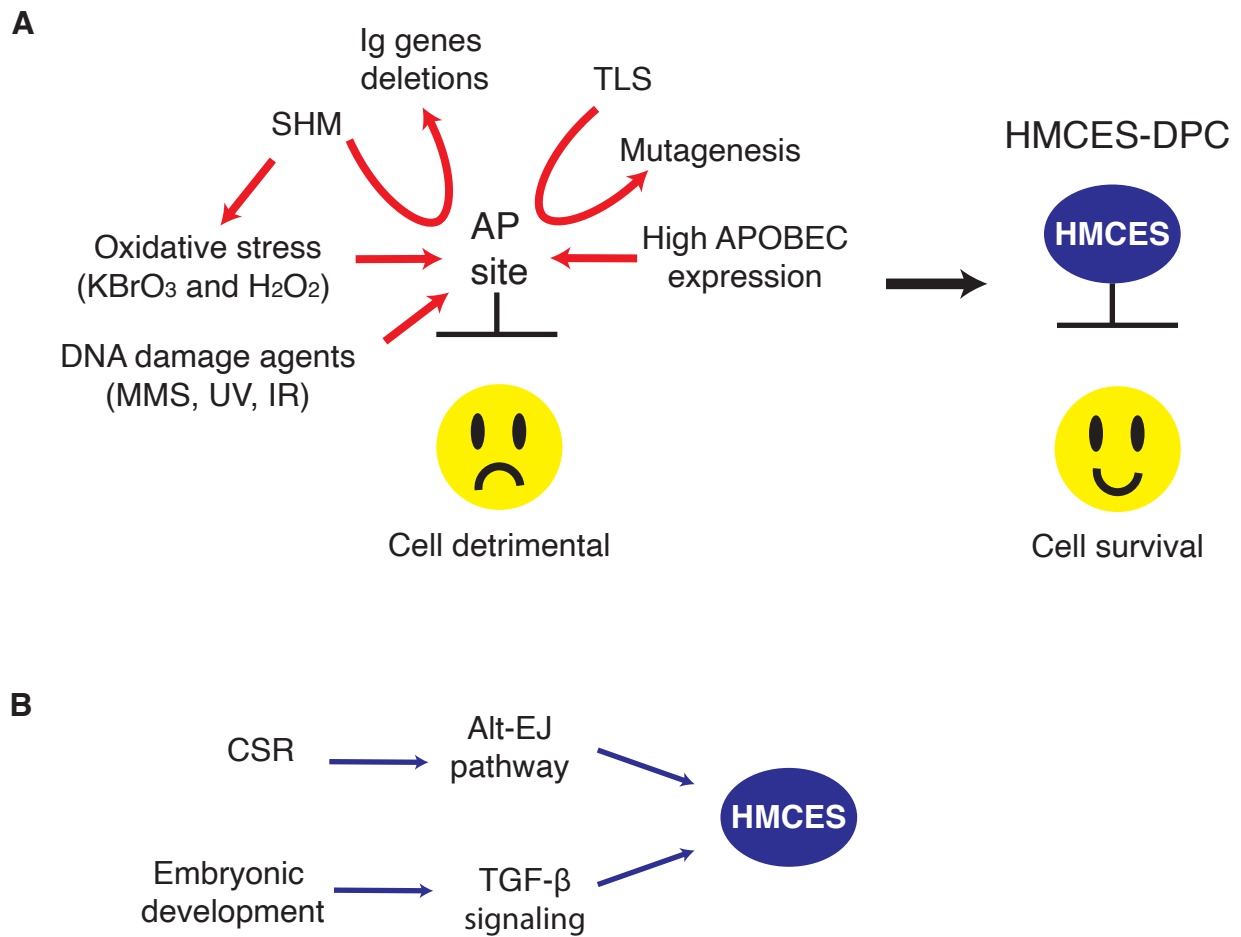 A
Ig genes
deletions
TLS
SHM
Mutagenesis
HMCES-DPC
HMCES
AP
site
Oxidative stress
(KBrO3 and H2O2)
High APOBEC
expression
DNA damage agents
(MMS, UV, IR)
Cell detrimental
Cell survival
B
CSR
Alt-EJ
pathway
HMCES
Embryonic
development
TGF-β
signaling